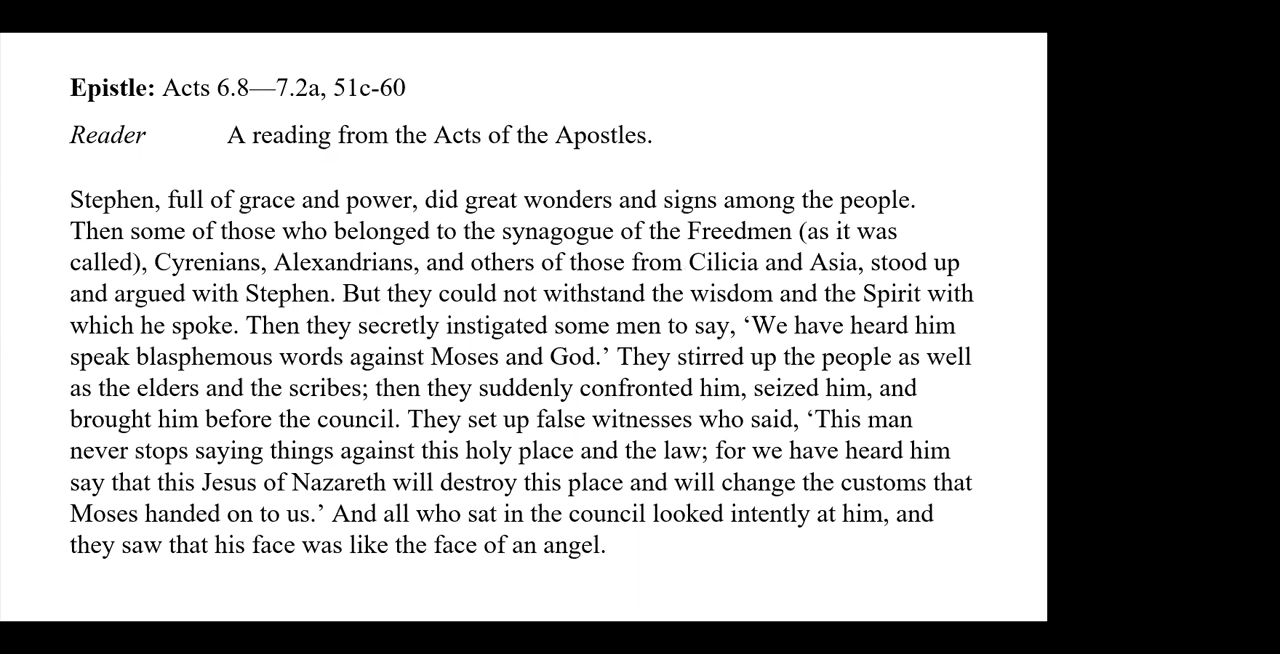 Epistle: Acts 6.8—7.2a, 51c-60
Reader A reading from the Acts of the Apostles.
Stephen, full of grace and power, did great wonders and signs among the people.
Then some of those who belonged to the synagogue of the Freedmen (as it was
called), Cyrenians, Alexandrians, and others of those from Cilicia and Asia, stood up
and argued with Stephen. But they could not withstand the wisdom and the Spirit with
which he spoke. Then they secretly instigated some men to say, ‘We have heard him
speak blasphemous words against Moses and God.’ They stirred up the people as well
as the elders and the scribes; then they suddenly confronted him, seized him, and
brought him before the council. They set up false witnesses who said, ‘This man
never stops saying things against this holy place and the law; for we have heard him
say that this Jesus of Nazareth will destroy this place and will change the customs that
Moses handed on to us.’ And all who sat in the council looked intently at him, and
they saw that his face was like the face of an angel.